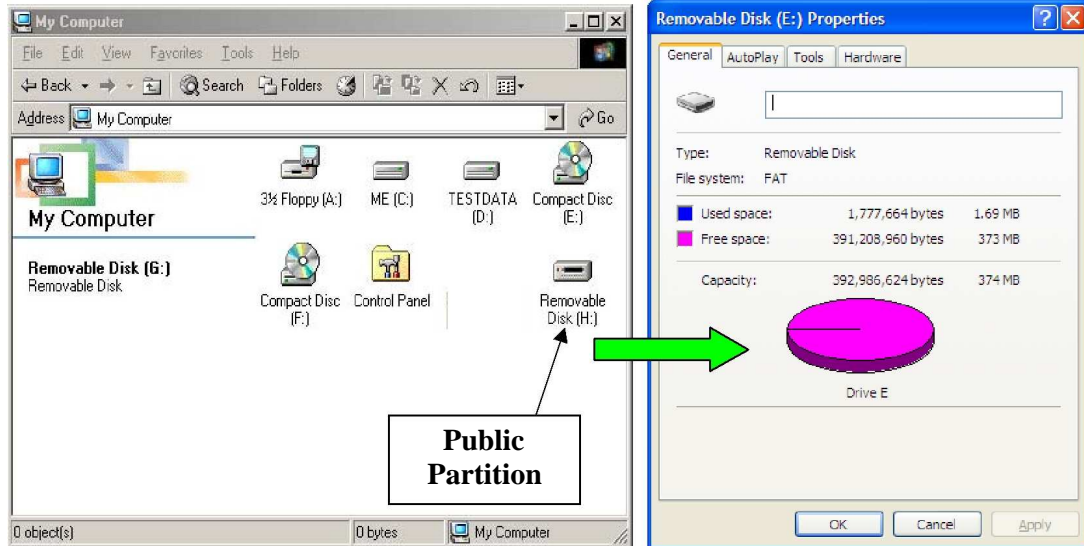 My Computer
File Edit View Favorites Tools Help
Back Search Folders
Address My Computer Go
My Computer
Removable Disk (G:)
Removable Disk
3½ Floppy (A:) ME (C:) TESTDATA (D:) Compact Disc (E:)
Compact Disc (F:) Control Panel Removable Disk (H:)
Public
Partition
0 object(s) 0 bytes My Computer
Removable Disk (E:) Properties
General AutoPlay Tools Hardware
Type: Removable Disk
File system: FAT
Used space: 1,777,664 bytes 1.69 MB
Free space: 391,208,960 bytes 373 MB
Capacity: 392,986,624 bytes 374 MB
Drive E
OK Cancel Apply